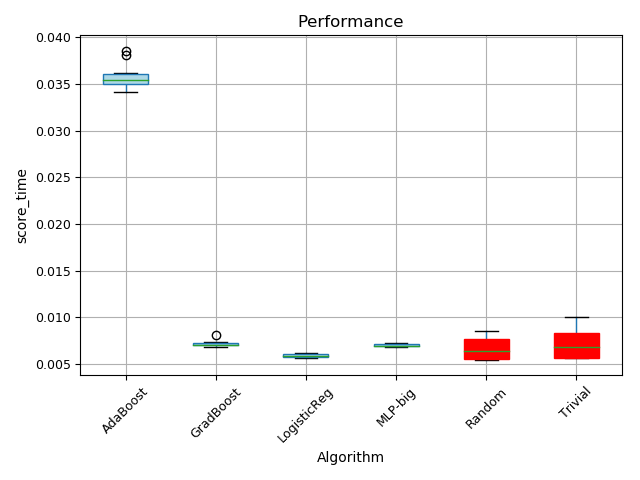 Performance
0.040
0.035
0.030
0.025
0.020
0.015
0.010
0.005
score_time
AdaBoost
GradBoost
LogisticReg
MLP-big
Random
Trivial
Algorithm